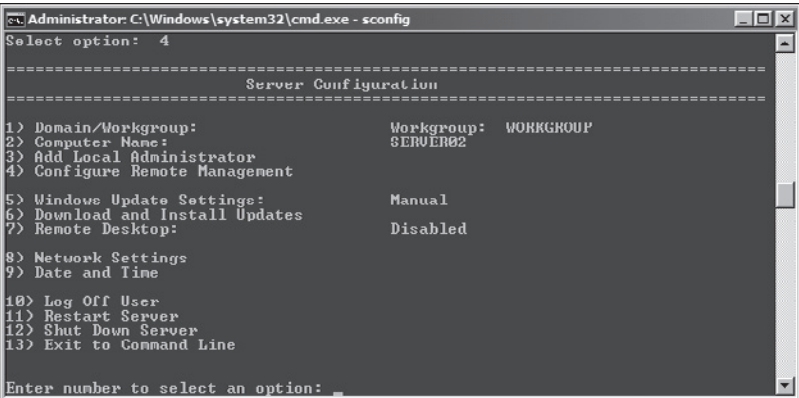 Administrator: C:\Windows\system32\cmd.exe - sconfig
Select option: 4
===============================================================================
Server Configuration
===============================================================================
1) Domain/Workgroup: Workgroup: WORKGROUP
2) Computer Name: SERVER02
3) Add Local Administrator
4) Configure Remote Management
5) Windows Update Settings: Manual
6) Download and Install Updates
7) Remote Desktop: Disabled
8) Network Settings
9) Date and Time
10) Log Off User
11) Restart Server
12) Shut Down Server
13) Exit to Command Line
Enter number to select an option: _